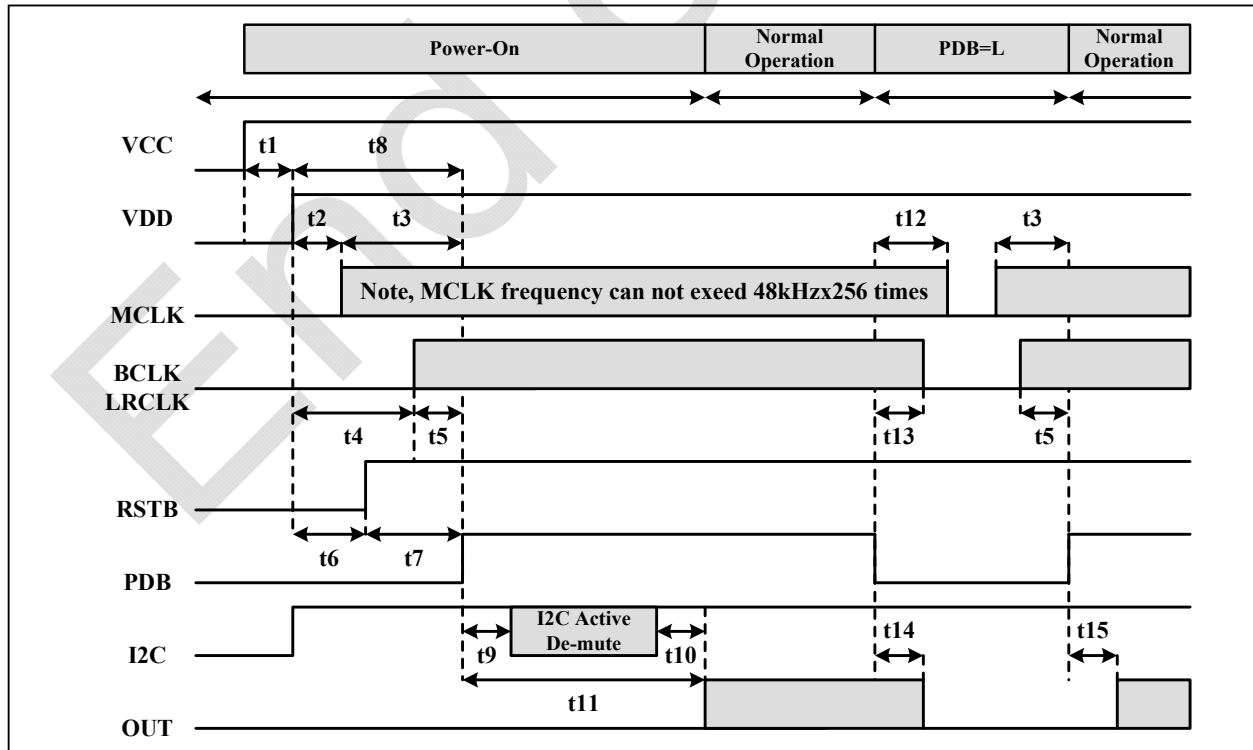 Power-On
Normal
Operation
PDB=L
Normal
Operation
VCC
t1
t8
VDD
t2
t3
t12
t3
MCLK
Note, MCLK frequency can not exeed 48kHzx256 times
BCLK
LRCLK
t4
t5
t13
t5
RSTB
t6
t7
PDB
I2C
t9
I2C Active
De-mute
t10
t14
t15
t11
OUT